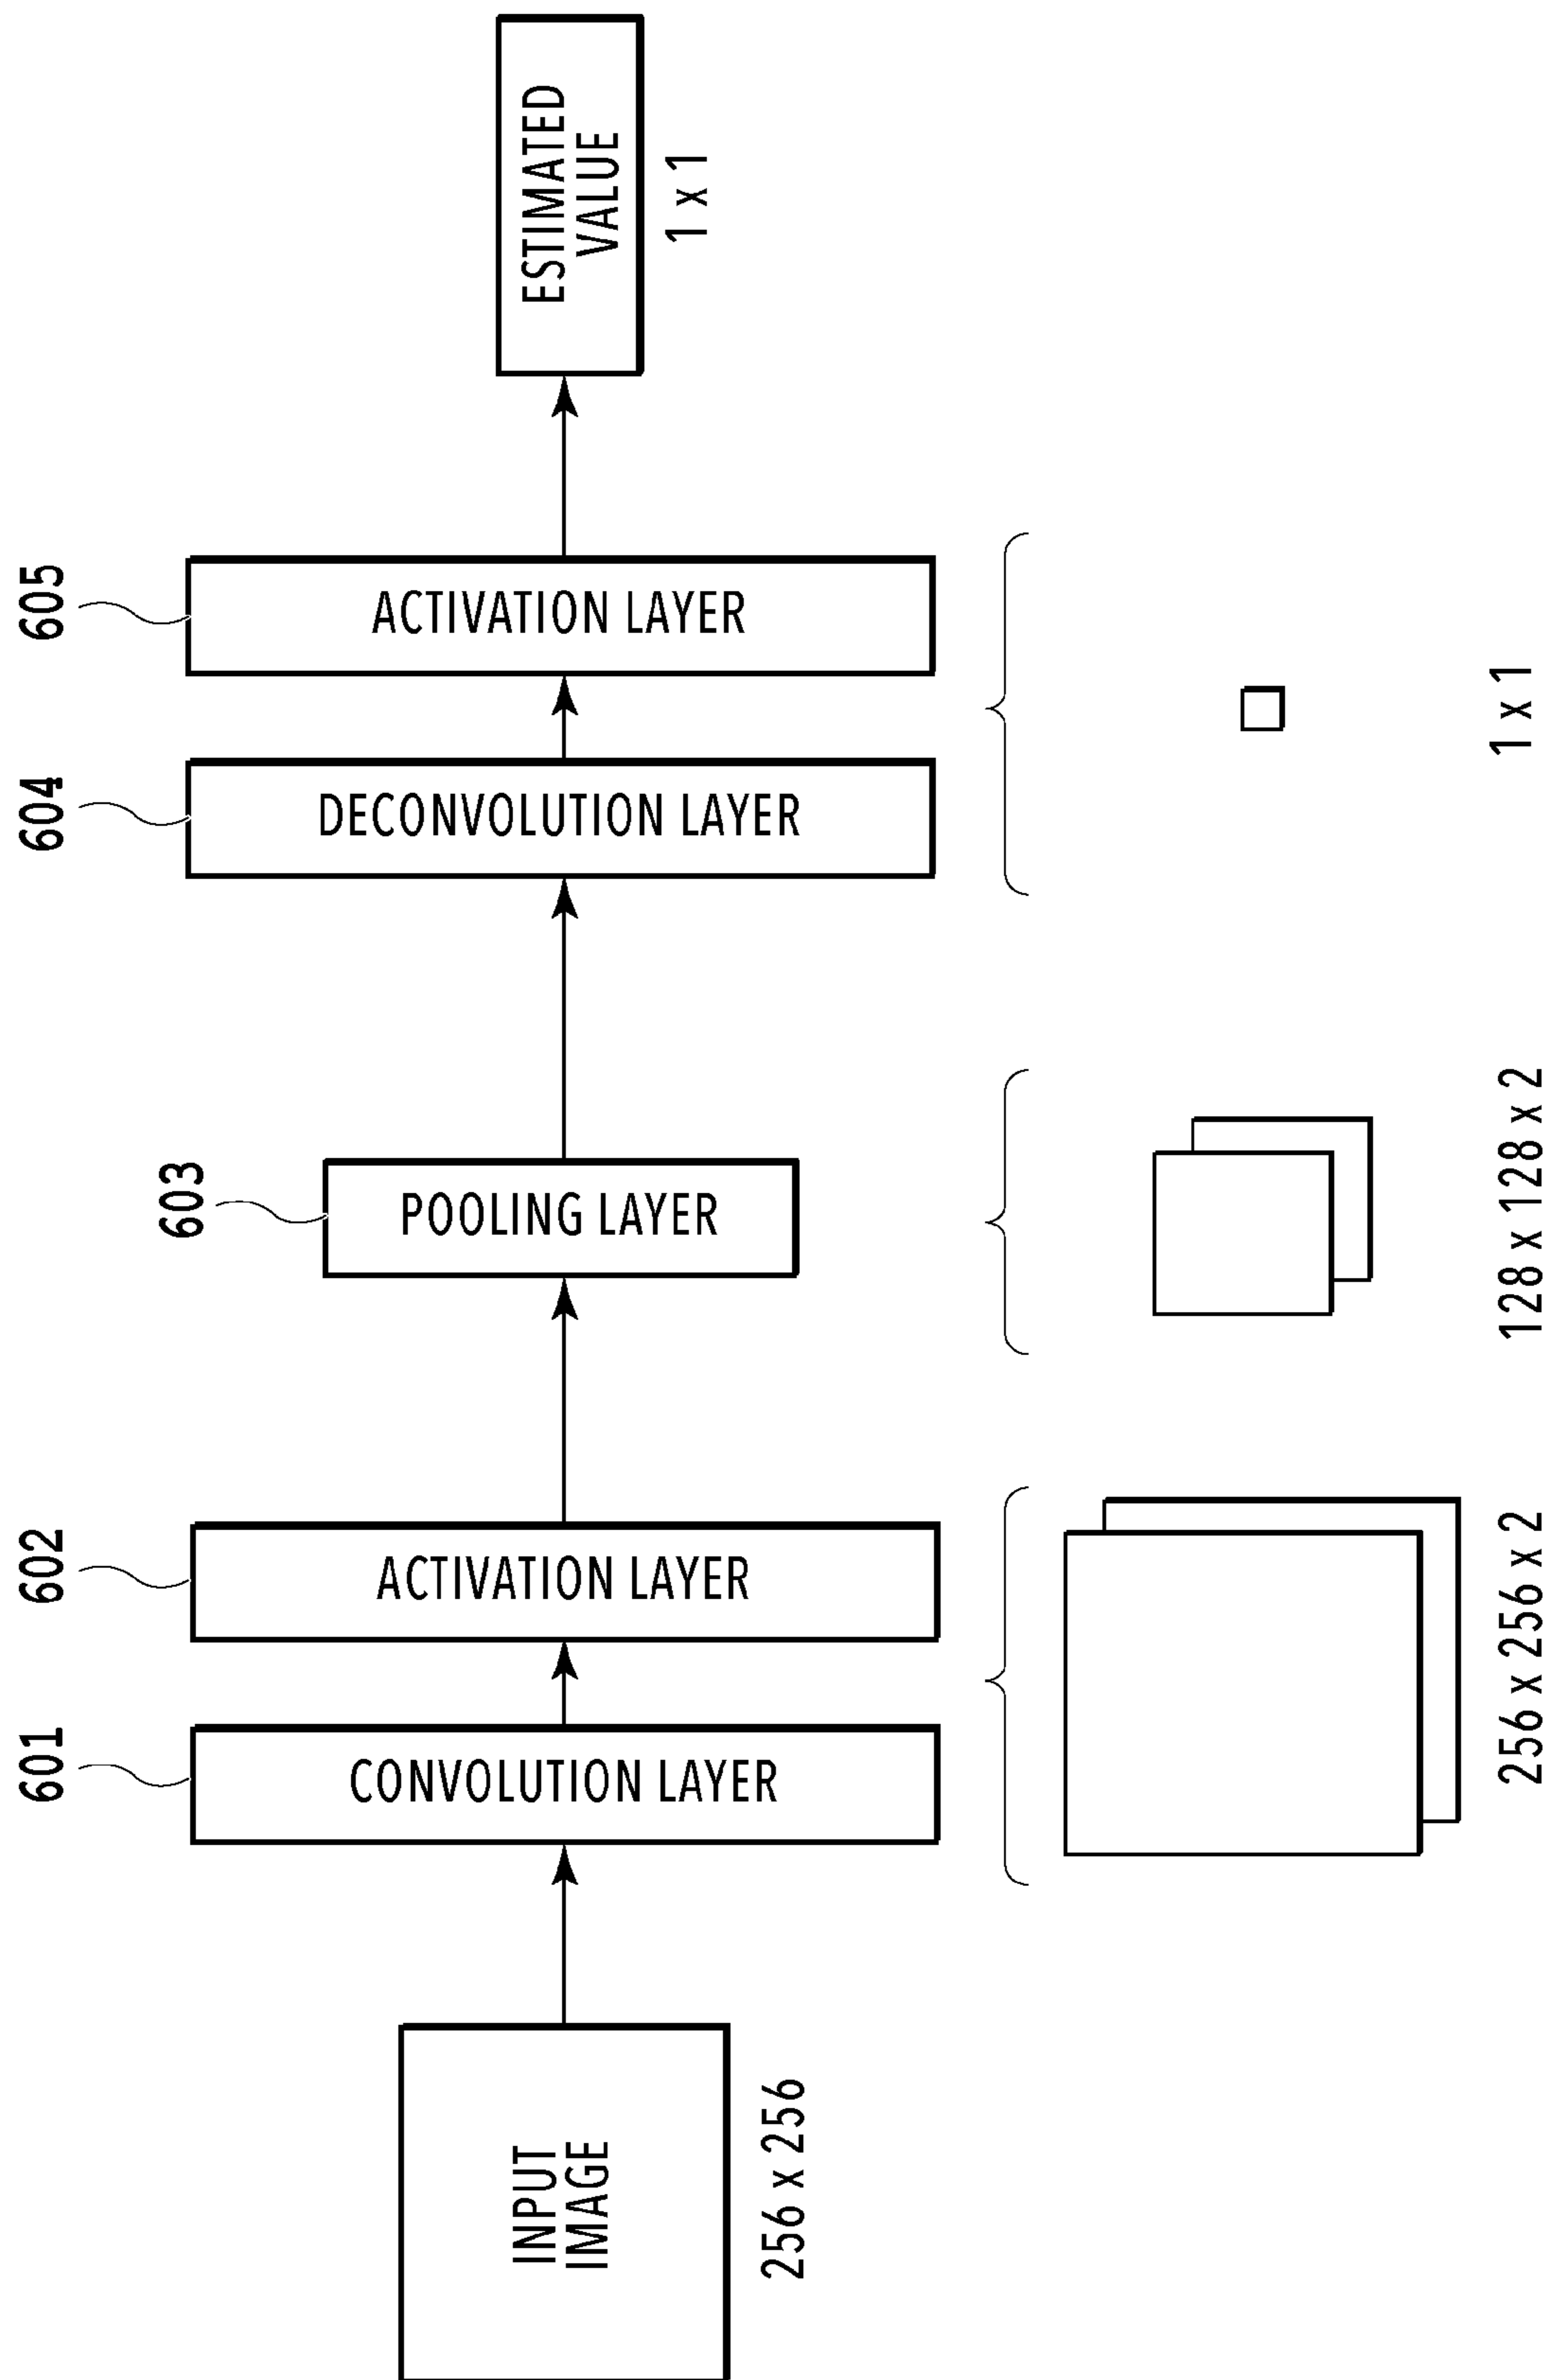 601
602
603
604
605
INPUT
IMAGE
256 x 256
CONVOLUTION LAYER
ACTIVATION LAYER
POOLING LAYER
DECONVOLUTION LAYER
ACTIVATION LAYER
ESTIMATED
VALUE
1 x 1
256 x 256 x 2
128 x 128 x 2
1 x 1